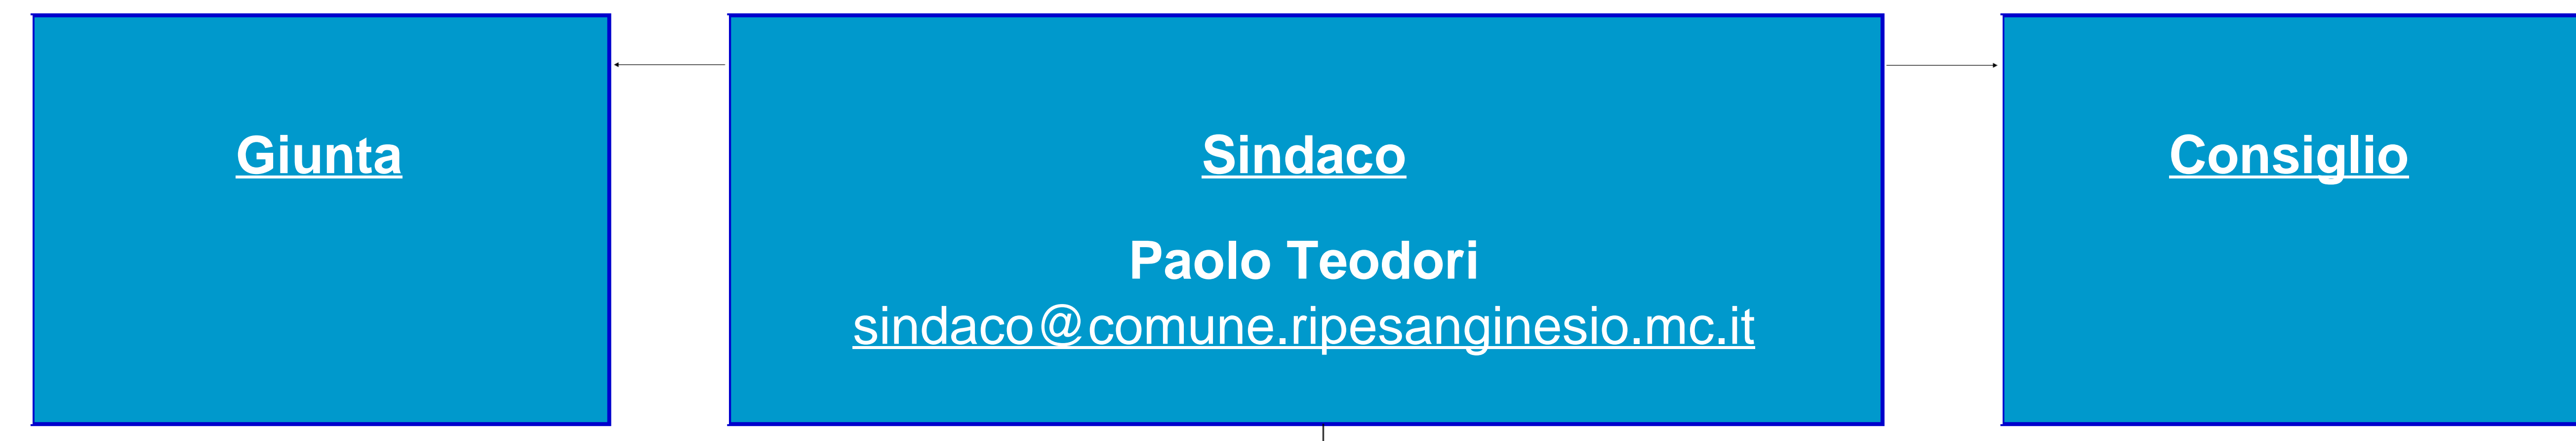 Giunta
Sindaco
Paolo Teodori
sindaco@comune.ripesanginesio.mc.it
Consiglio